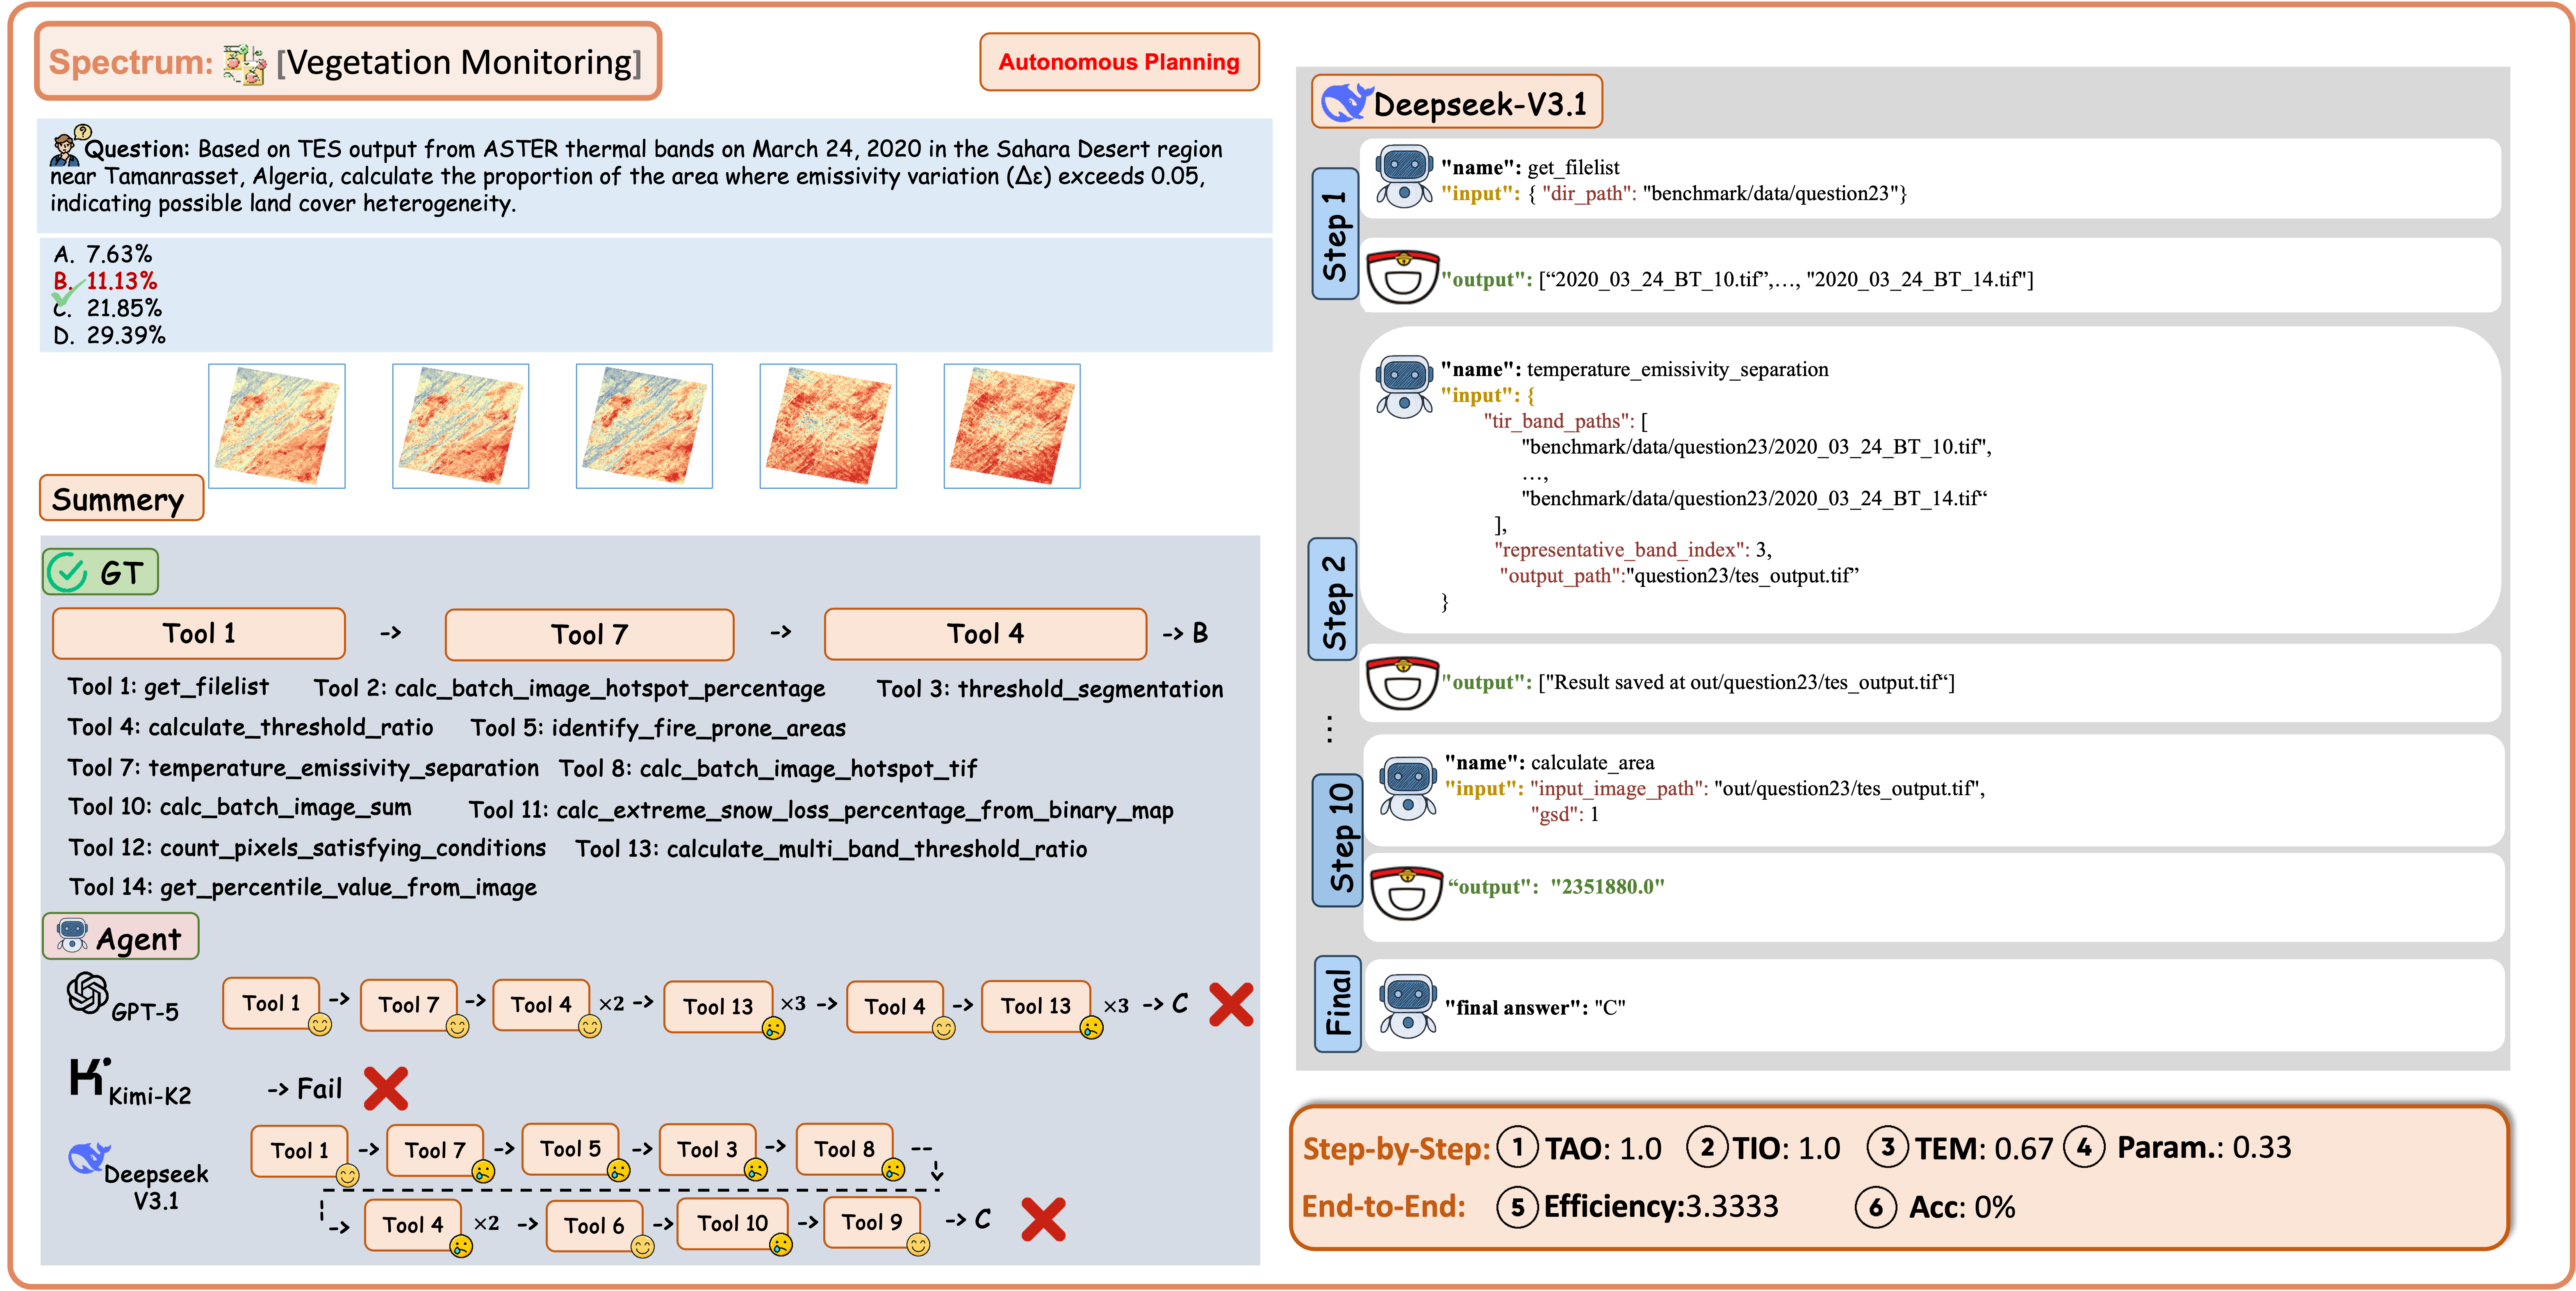 Spectrum: [Vegetation Monitoring]
Autonomous Planning
Question: Based on TES output from ASTER thermal bands on March 24, 2020 in the Sahara Desert region
near Tamanrasset, Algeria, calculate the proportion of the area where emissivity variation (Δε) exceeds 0.05,
indicating possible land cover heterogeneity.
A. 7.63%
B. 11.13%
C. 21.85%
D. 29.39%
Summery
GT
Tool 1 -> Tool 7 -> Tool 4 -> B
Tool 1: get_filelist Tool 2: calc_batch_image_hotspot_percentage Tool 3: threshold_segmentation
Tool 4: calculate_threshold_ratio Tool 5: identify_fire_prone_areas
Tool 7: temperature_emissivity_separation Tool 8: calc_batch_image_hotspot_tif
Tool 10: calc_batch_image_sum Tool 11: calc_extreme_snow_loss_percentage_from_binary_map
Tool 12: count_pixels_satisfying_conditions Tool 13: calculate_multi_band_threshold_ratio
Tool 14: get_percentile_value_from_image
Agent
GPT-5 Tool 1 -> Tool 7 -> Tool 4 ×2 -> Tool 13 ×3 -> Tool 4 -> Tool 13 ×3 -> C
Kimi-K2 -> Fail
Deepseek
V3.1
Tool 1 -> Tool 7 -> Tool 5 -> Tool 3 -> Tool 8 --
-> Tool 4 ×2 -> Tool 6 -> Tool 10 -> Tool 9 -> C
Deepseek-V3.1
Step 1
"name": get_filelist
"input": { "dir_path": "benchmark/data/question23"}
"output": [“2020_03_24_BT_10.tif”,..., "2020_03_24_BT_14.tif"]
Step 2
"name": temperature_emissivity_separation
"input": {
"tir_band_paths": [
"benchmark/data/question23/2020_03_24_BT_10.tif",
...,
"benchmark/data/question23/2020_03_24_BT_14.tif“
],
"representative_band_index": 3,
"output_path":"question23/tes_output.tif”
}
"output": ["Result saved at out/question23/tes_output.tif“]
...
Step 10
"name": calculate_area
"input": "input_image_path": "out/question23/tes_output.tif",
"gsd": 1
“output": "2351880.0"
Final
"final answer": "C"
Step-by-Step: 1 TAO: 1.0 2 TIO: 1.0 3 TEM: 0.67 4 Param.: 0.33
End-to-End: 5 Efficiency:3.3333 6 Acc: 0%